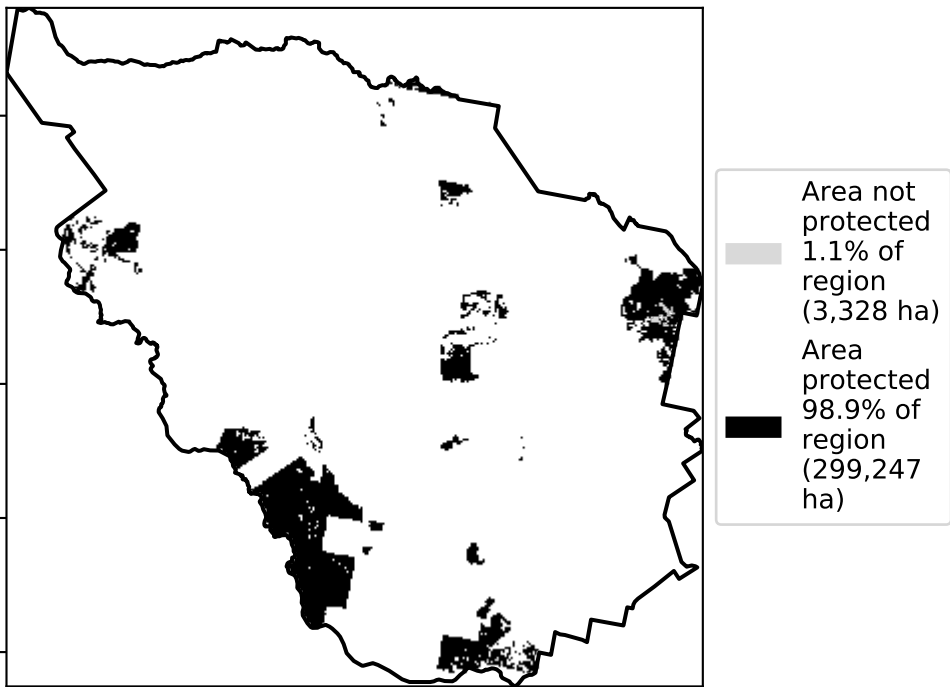 Area not
protected
1.1% of
region
(3,328 ha)
Area
protected
98.9% of
region
(299,247
ha)